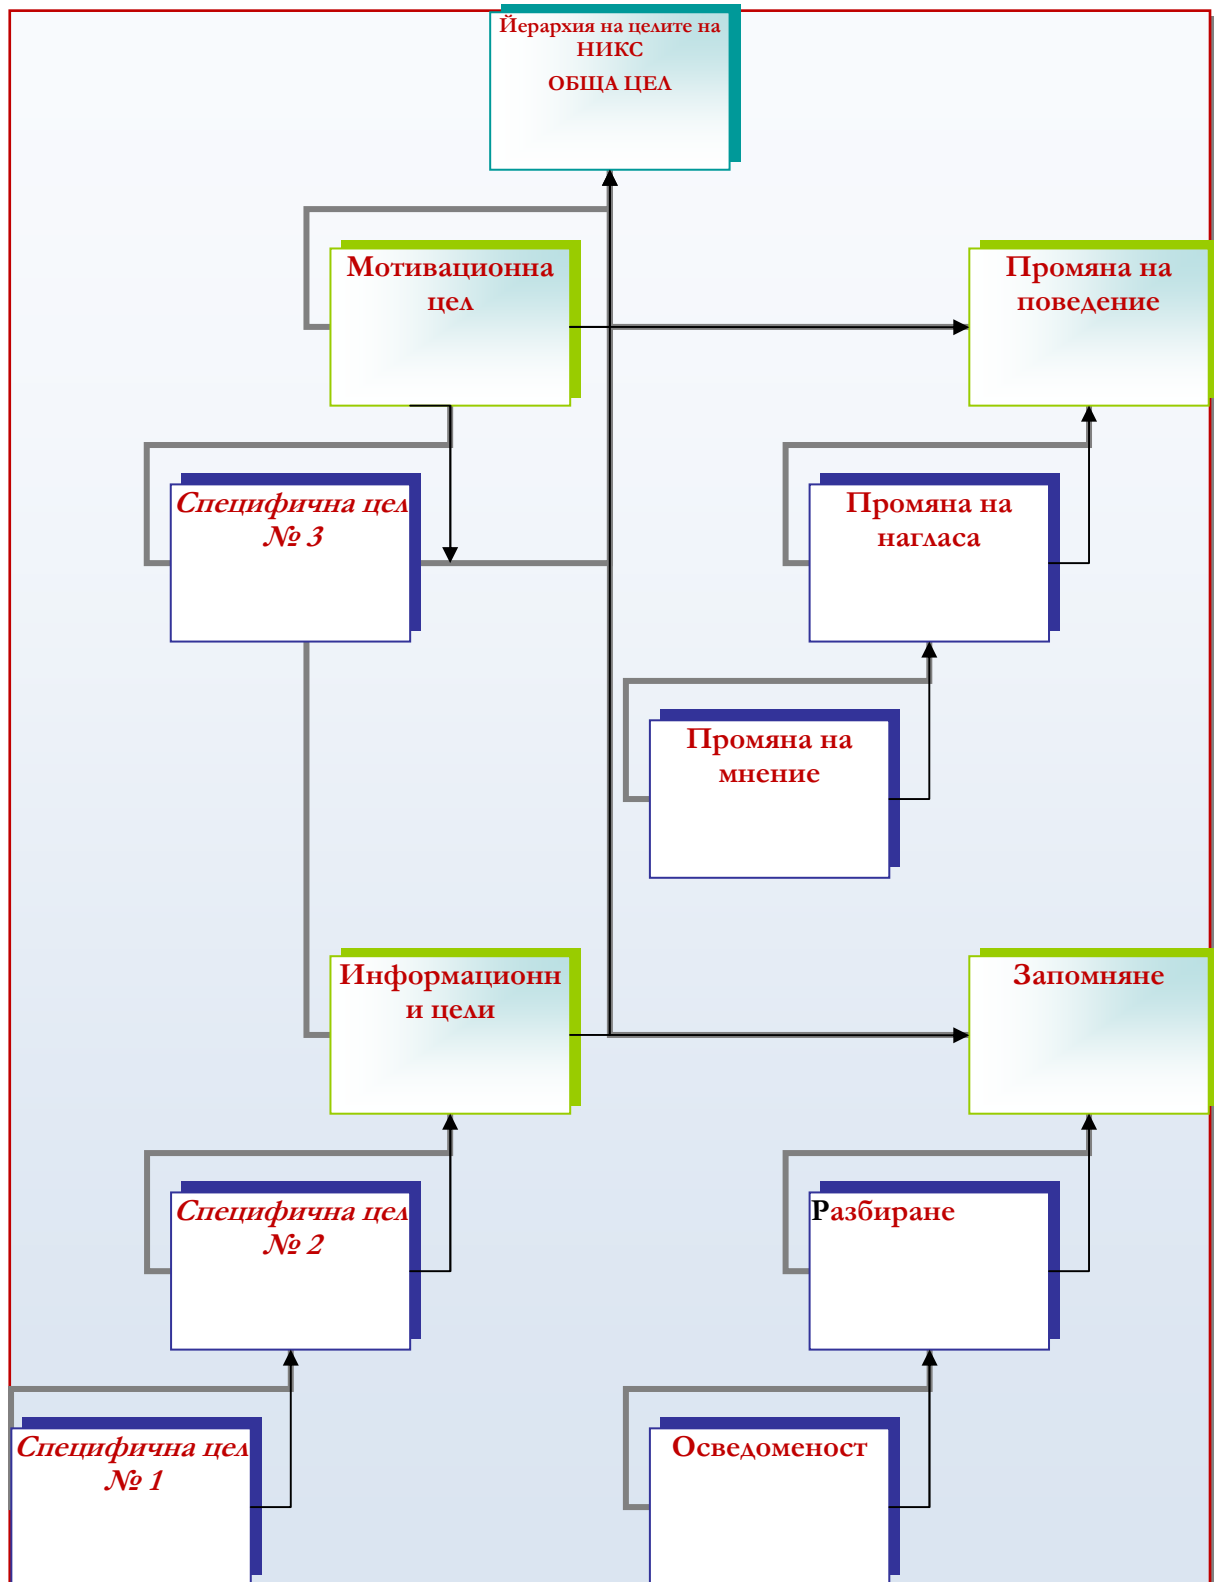 Йерархия на целите на
НИКС
ОБЩА ЦЕЛ
Мотивационна
цел
Промяна на
поведение
Специфична цел
№ 3
Промяна на
нагласа
Промяна на
мнение
Информационн
и цели
Запомняне
Специфична цел
№ 2
Разбиране
Специфична цел
№ 1
Осведоменост